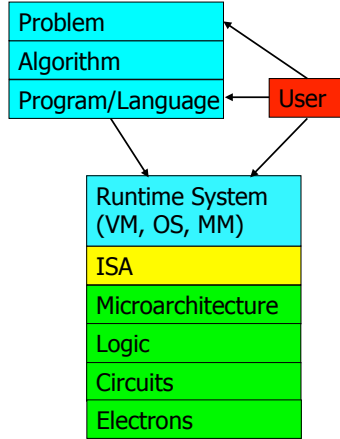 Problem
Algorithm
Program/Language
User
Runtime System
(VM, OS, MM)
ISA
Microarchitecture
Logic
Circuits
Electrons